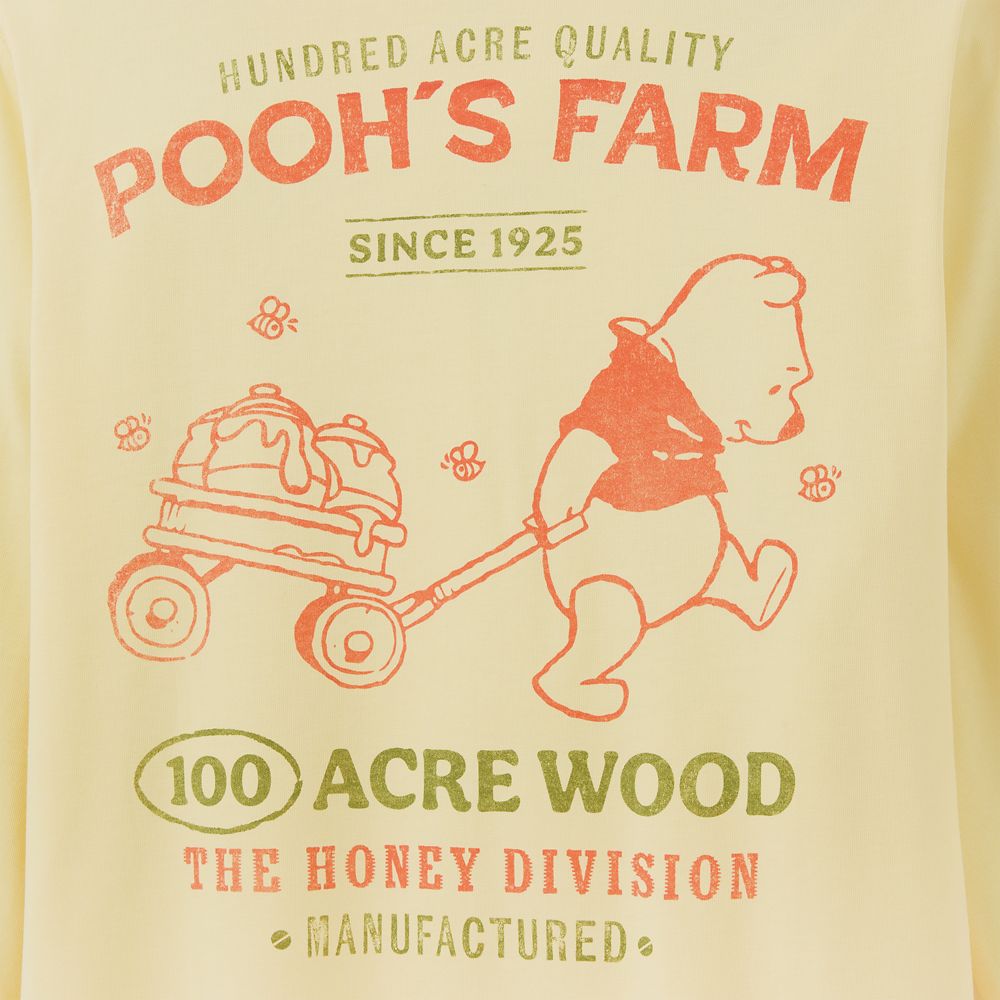 HUNDRED ACRE QUALITY
POOH'S FARM
SINCE 1925
100 ACRE WOOD
THE HONEY DIVISION
• MANUFACTURED •